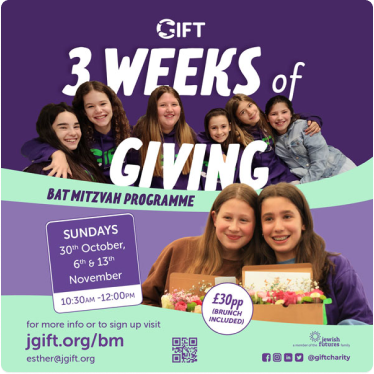 GIFT
3 WEEKS of
GIVING
BAT MITZVAH PROGRAMME
SUNDAYS
30th October,
6th & 13th
November
10:30AM -12:00PM
£30pp
(BRUNCH
INCLUDED)
for more info or to sign up visit
jgift.org/bm
esther@jgift.org
jewish
futures
@giftcharity